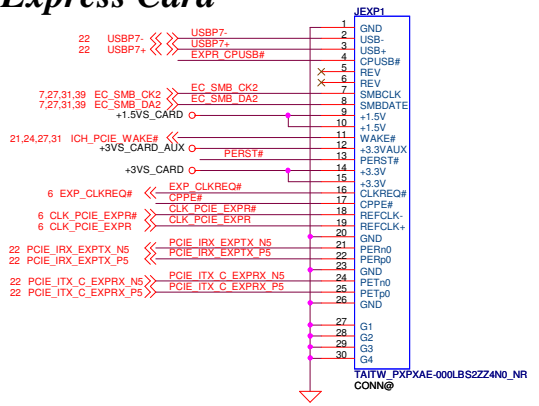 Express Card
JEXP1
1 GND
22 USBP7- USBP7- 2 USB-
22 USBP7+ USBP7+ 3 USB+
EXPR_CPUSB# 4 CPUSB#
5 REV
6 REV
7,27,31,39 EC_SMB_CK2 EC_SMB_CK2 7 SMBCLK
7,27,31,39 EC_SMB_DA2 EC_SMB_DA2 8 SMBDATE
+1.5VS_CARD 9 +1.5V
10 +1.5V
21,24,27,31 ICH_PCIE_WAKE# 11 WAKE#
+3VS_CARD_AUX 12 +3.3VAUX
PERST# 13 PERST#
+3VS_CARD 14 +3.3V
15 +3.3V
6 EXP_CLKREQ# EXP_CLKREQ# 16 CLKREQ#
CPPE# 17 CPPE#
6 CLK_PCIE_EXPR# CLK_PCIE_EXPR# 18 REFCLK-
6 CLK_PCIE_EXPR CLK_PCIE_EXPR 19 REFCLK+
20 GND
22 PCIE_IRX_EXPTX_N5 PCIE_IRX_EXPTX_N5 21 PERn0
22 PCIE_IRX_EXPTX_P5 PCIE_IRX_EXPTX_P5 22 PERp0
23 GND
22 PCIE_ITX_C_EXPRX_N5 PCIE_ITX_C_EXPRX_N5 24 PETn0
22 PCIE_ITX_C_EXPRX_P5 PCIE_ITX_C_EXPRX_P5 25 PETp0
26 GND
27 G1
28 G2
29 G3
30 G4
TAITW_PXPXAE-000LBS2ZZ4N0_NR
CONN@